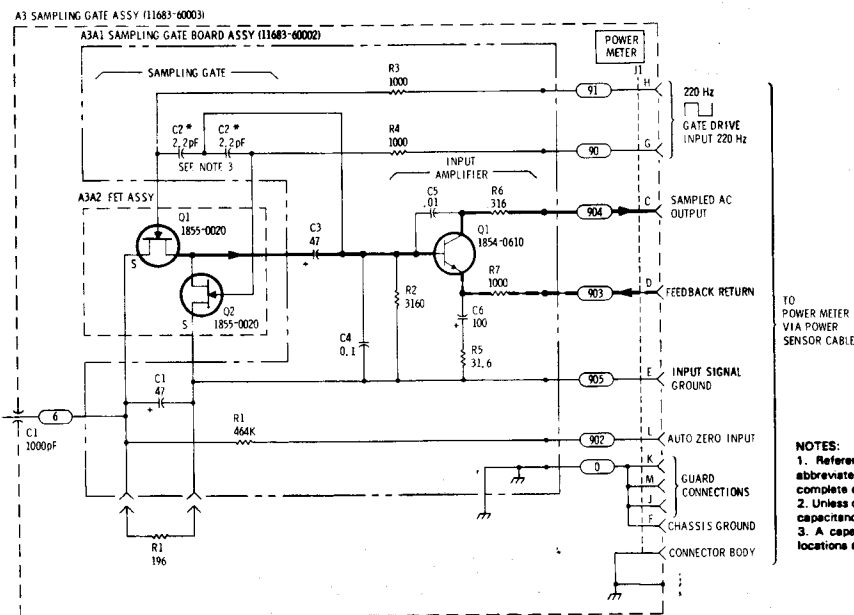 A3 SAMPLING GATE ASSY (11683-60003)
A3A1 SAMPLING GATE BOARD ASSY (11683-60002)
POWER
METER
J1
SAMPLING GATE
R3
1000
91
H
220 Hz
GATE DRIVE
INPUT 220 Hz
C2*
2.2pF
C2*
2.2pF
SEE NOTE 3
R4
1000
90
G
INPUT
AMPLIFIER
A3A2 FET ASSY
Q1
1855-0020
S
C5
.01
R6
316
904
C
SAMPLED AC
OUTPUT
C3
47
+
Q1
1854-0610
R7
1000
903
D
FEEDBACK RETURN
Q2
1855-0020
S
R2
3160
C6
100
+
C4
0.1
R5
31.6
905
E
INPUT SIGNAL
GROUND
TO
POWER METER
VIA POWER
SENSOR CABLE
C1
47
+
6
C1
1000pF
R1
464K
902
L
AUTO ZERO INPUT
0
K
M
J
GUARD
CONNECTIONS
F
CHASSIS GROUND
CONNECTOR BODY
R1
196
NOTES:
1. Refere
abbreviate
complete
2. Unless
capacitanc
3. A capa
locations